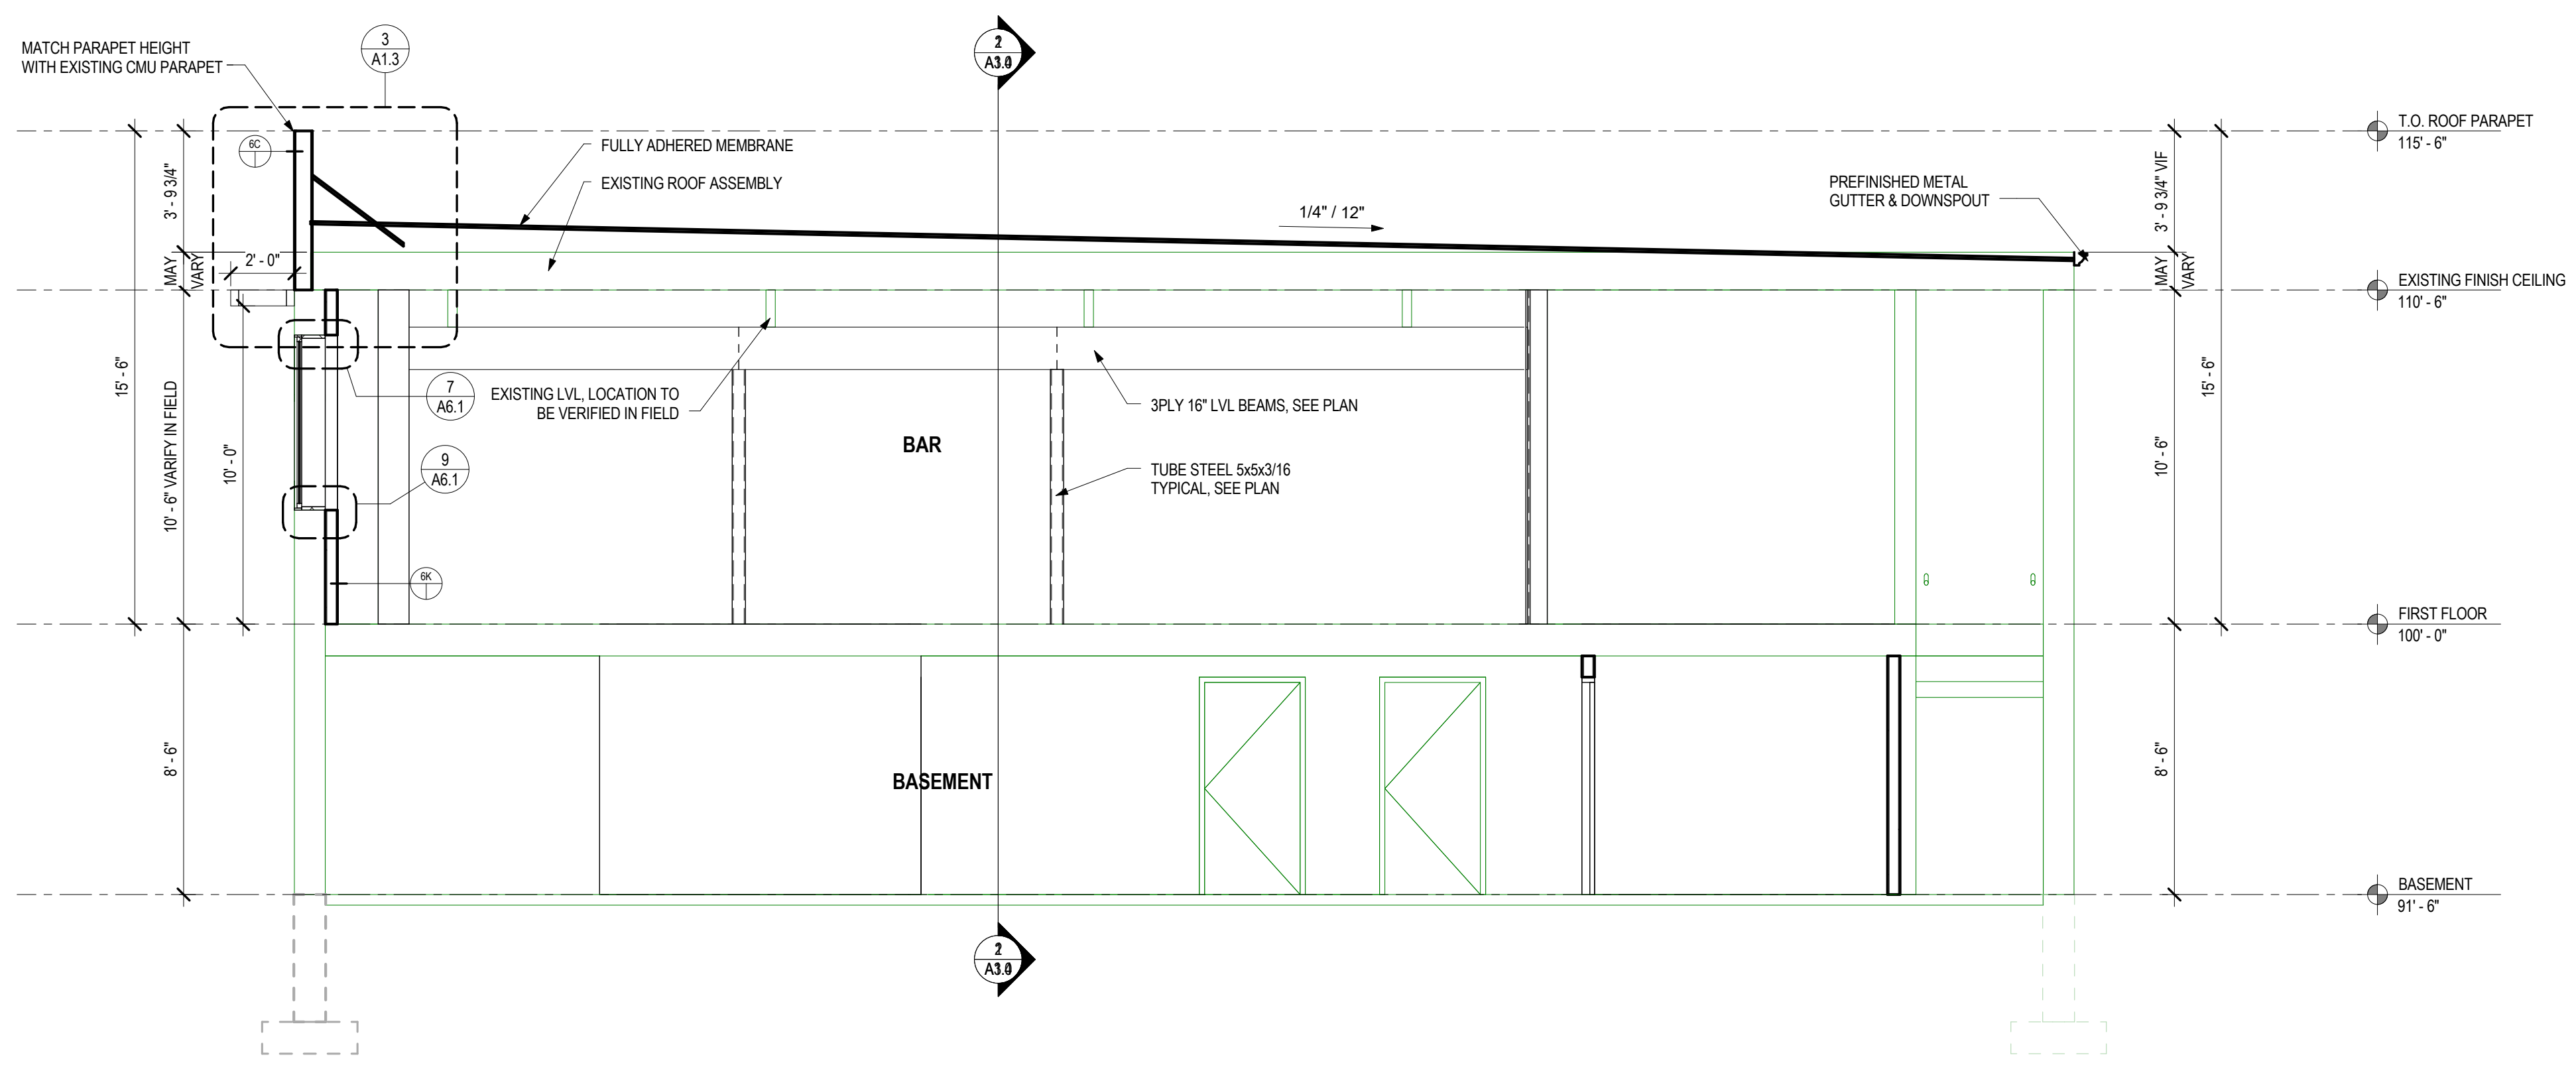 MATCH PARAPET HEIGHT
WITH EXISTING CMU PARAPET
3
A1.3
2
6C
FULLY ADHERED MEMBRANE
EXISTING ROOF ASSEMBLY
1/4" / 12"
PREFINISHED METAL
GUTTER & DOWNSPOUT
T.O. ROOF PARAPET
115' - 6"
EXISTING FINISH CEILING
110' - 6"
FIRST FLOOR
100' - 0"
BASEMENT
91' - 6"
3' - 9 3/4"
MAY
VARY
2' - 0"
15' - 6"
10' - 6" VARIFY IN FIELD
10' - 0"
8' - 6"
7
A6.1
9
A6.1
6K
EXISTING LVL, LOCATION TO
BE VERIFIED IN FIELD
BAR
3PLY 16" LVL BEAMS, SEE PLAN
TUBE STEEL 5x5x3/16
TYPICAL, SEE PLAN
BASEMENT
3' - 9 3/4" VIF
MAY
VARY
15' - 6"
10' - 6"
8' - 6"
2